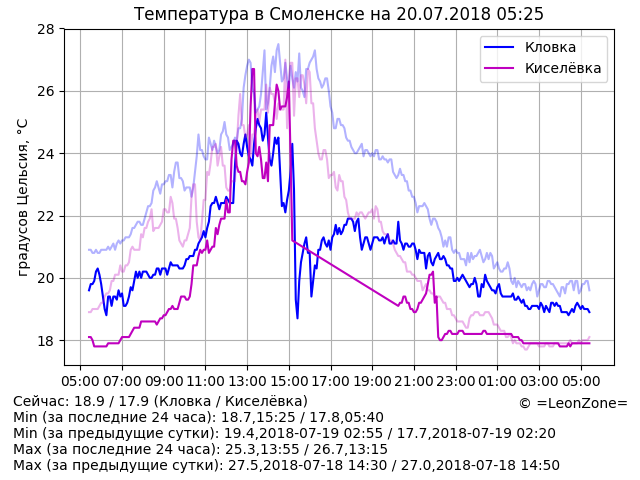 Температура в Смоленске на 20.07.2018 05:25
28
26
24
22
20
18
градусов Цельсия, °C
Кловка
Киселёвка
05:00 07:00 09:00 11:00 13:00 15:00 17:00 19:00 21:00 23:00 01:00 03:00 05:00
Сейчас: 18.9 / 17.9 (Кловка / Киселёвка)
© =LeonZone=
Min (за последние 24 часа): 18.7,15:25 / 17.8,05:40
Min (за предыдущие сутки): 19.4,2018-07-19 02:55 / 17.7,2018-07-19 02:20
Max (за последние 24 часа): 25.3,13:55 / 26.7,13:15
Max (за предыдущие сутки): 27.5,2018-07-18 14:30 / 27.0,2018-07-18 14:50